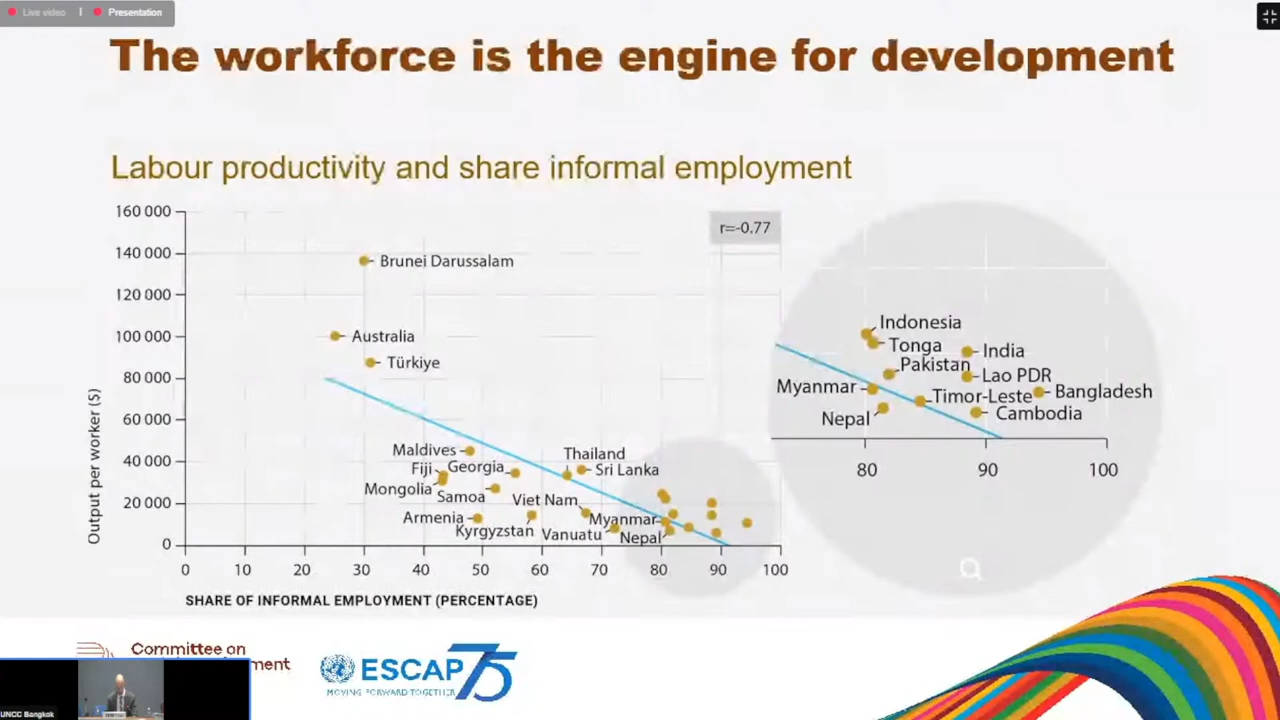 Live video
Presentation
The workforce is the engine for development
Labour productivity and share informal employment
160 000
140 000
120 000
100 000
80 000
60 000
40 000
20 000
0
Output per worker ($)
r=-0.77
Brunei Darussalam
Australia
Türkiye
Maldives
Fiji
Georgia
Mongolia
Samoa
Armenia
Kyrgyzstan
Thailand
Sri Lanka
Viet Nam
Vanuatu
Myanmar
Nepal
0 10 20 30 40 50 60 70 80 90 100
SHARE OF INFORMAL EMPLOYMENT (PERCENTAGE)
Indonesia
Tonga
India
Pakistan
Lao PDR
Myanmar
Timor-Leste
Bangladesh
Nepal
Cambodia
80 90 100
Committee on
ment
ESCAP 75
MOVING FORWARD TOGETHER
UNCC Bangkok